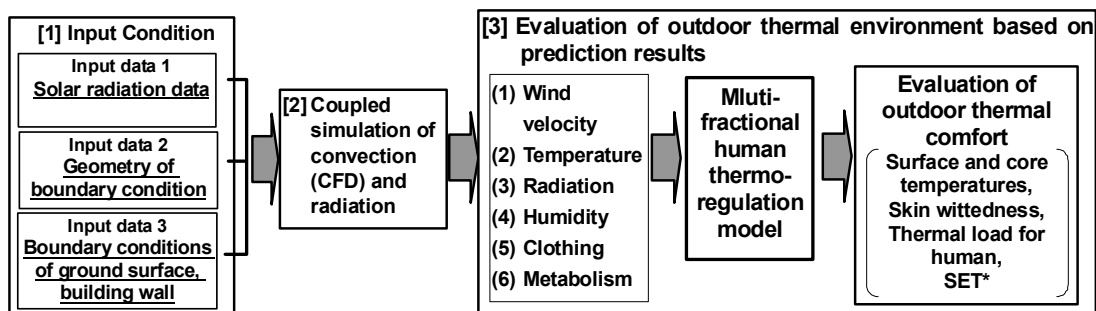 [1] Input Condition
Input data 1
Solar radiation data
Input data 2
Geometry of
boundary condition
Input data 3
Boundary conditions
of ground surface,
building wall
[2] Coupled
simulation of
convection
(CFD) and
radiation
[3] Evaluation of outdoor thermal environment based on
prediction results
(1) Wind
velocity
(2) Temperature
(3) Radiation
(4) Humidity
(5) Clothing
(6) Metabolism
Mluti-
fractional
human
thermo-
regulation
model
Evaluation of
outdoor thermal
comfort
Surface and core
temperatures,
Skin wittedness,
Thermal load for
human,
SET*